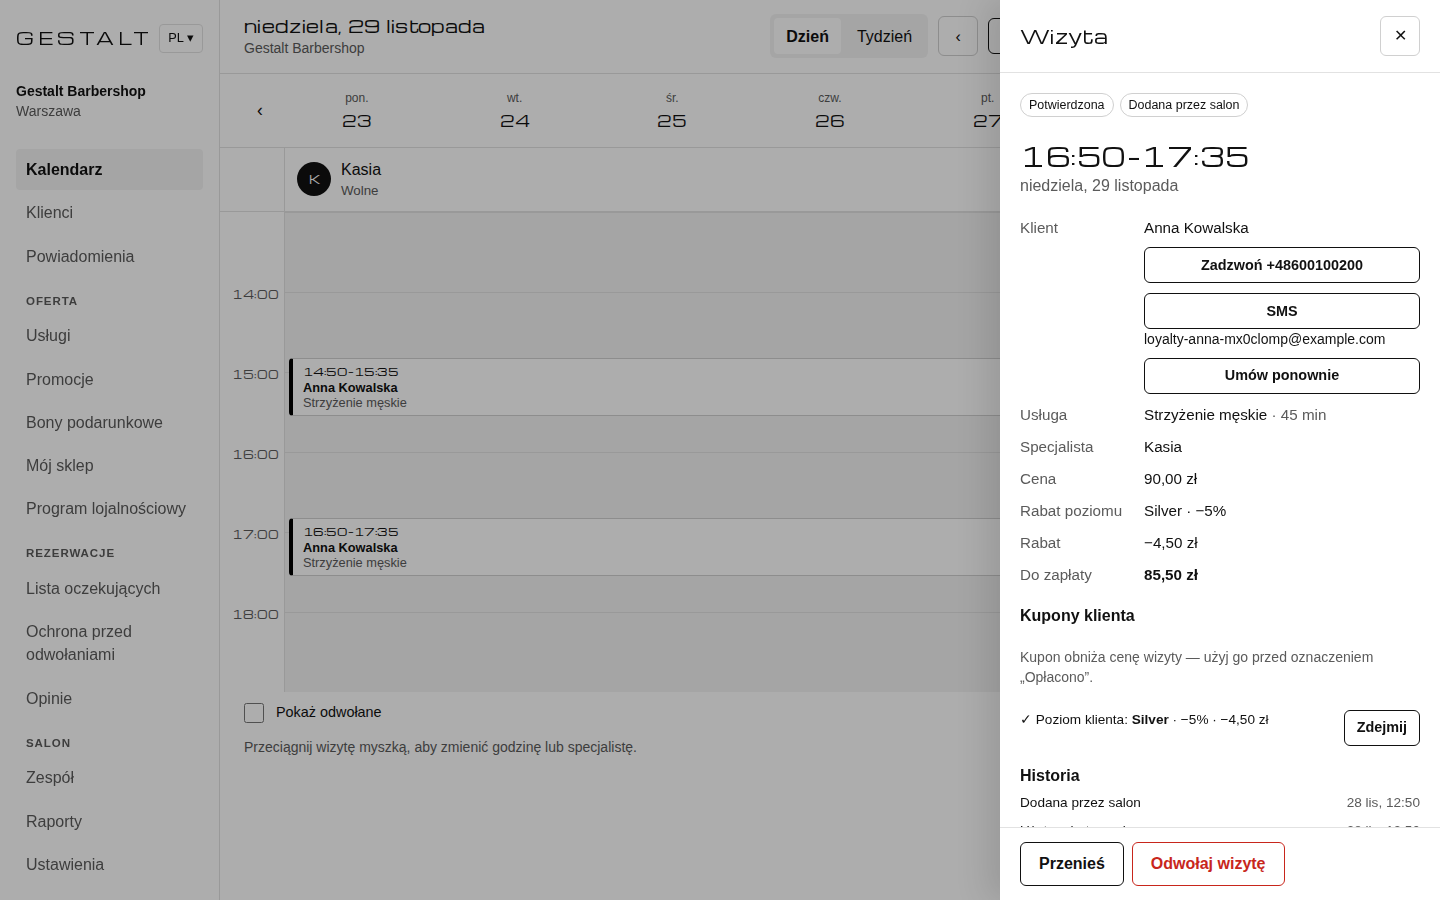 GESTALT
PL ▾
Gestalt Barbershop
Warszawa
Kalendarz
Klienci
Powiadomienia
OFERTA
Usługi
Promocje
Bony podarunkowe
Mój sklep
Program lojalnościowy
REZERWACJE
Lista oczekujących
Ochrona przed
odwołaniami
Opinie
SALON
Zespół
Raporty
Ustawienia
niedziela, 29 listopada
Gestalt Barbershop
Dzień
Tydzień
‹
‹
pon.
23
wt.
24
śr.
25
czw.
26
pt.
27
K
Kasia
Wolne
14:00
15:00
16:00
17:00
18:00
14:50-15:35
Anna Kowalska
Strzyżenie męskie
16:50-17:35
Anna Kowalska
Strzyżenie męskie
Pokaż odwołane
Przeciągnij wizytę myszką, aby zmienić godzinę lub specjalistę.
Wizyta
✕
Potwierdzona
Dodana przez salon
16:50-17:35
niedziela, 29 listopada
Klient
Anna Kowalska
Zadzwoń +48600100200
SMS
loyalty-anna-mx0clomp@example.com
Umów ponownie
Usługa
Strzyżenie męskie · 45 min
Specjalista
Kasia
Cena
90,00 zł
Rabat poziomu
Silver · −5%
Rabat
−4,50 zł
Do zapłaty
85,50 zł
Kupony klienta
Kupon obniża cenę wizyty — użyj go przed oznaczeniem
„Opłacono”.
✓ Poziom klienta: Silver · −5% · −4,50 zł
Zdejmij
Historia
Dodana przez salon
28 lis, 12:50
Przenieś
Odwołaj wizytę